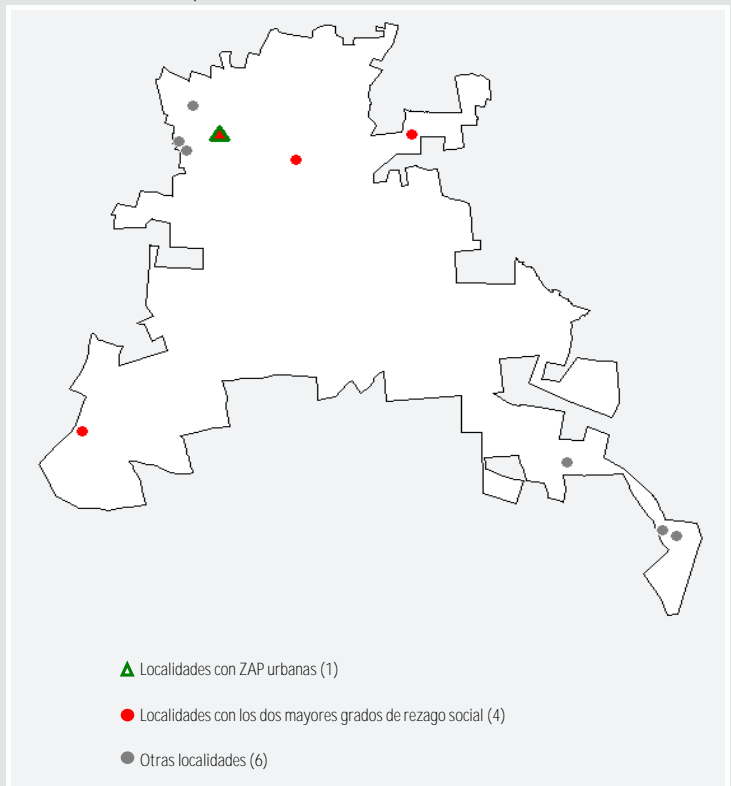 Localidades con ZAP urbanas (1)
Localidades con los dos mayores grados de rezago social (4)
Otras localidades (6)